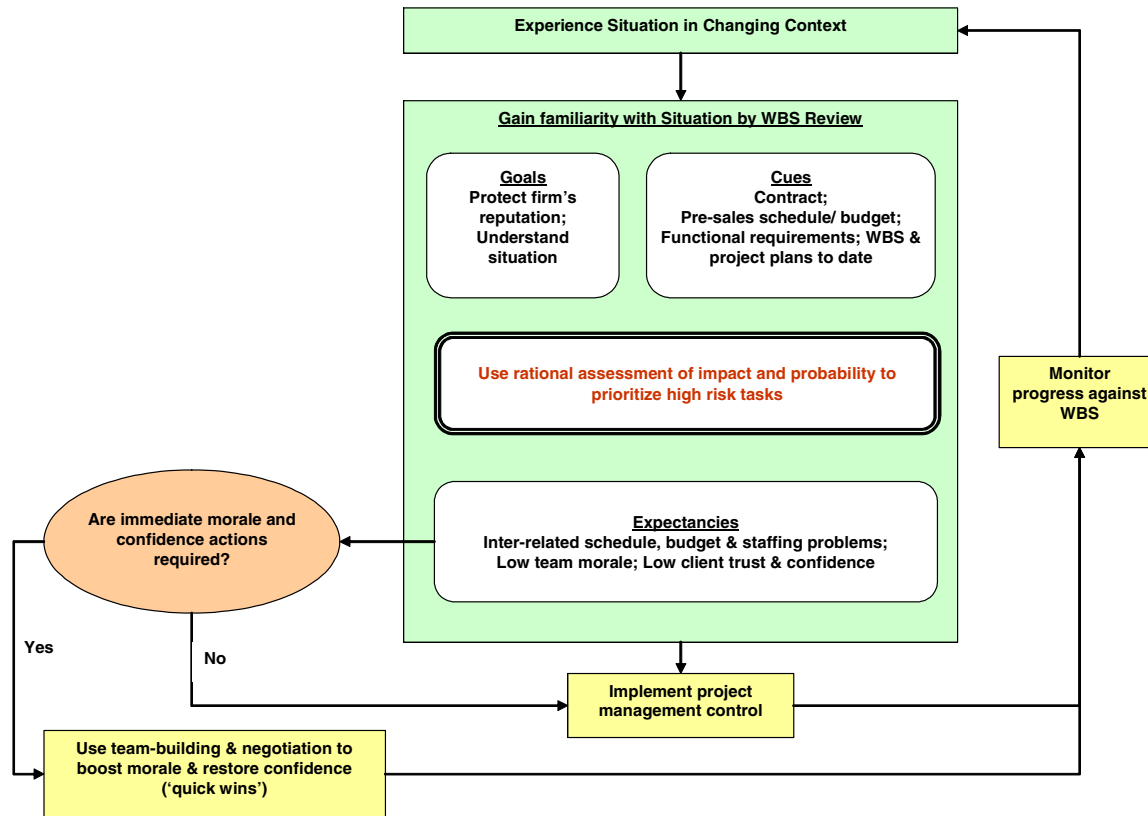 Experience Situation in Changing Context
Gain familiarity with Situation by WBS Review
Goals
Protect firm's
reputation;
Understand
situation
Cues
Contract;
Pre-sales schedule/ budget;
Functional requirements; WBS &
project plans to date
Use rational assessment of impact and probability to
prioritize high risk tasks
Monitor
progress against
WBS
Are immediate morale and
confidence actions
required?
Expectancies
Inter-related schedule, budget & staffing problems;
Low team morale; Low client trust & confidence
Yes
No
Implement project
management control
Use team-building & negotiation to
boost morale & restore confidence
(‘quick wins’)